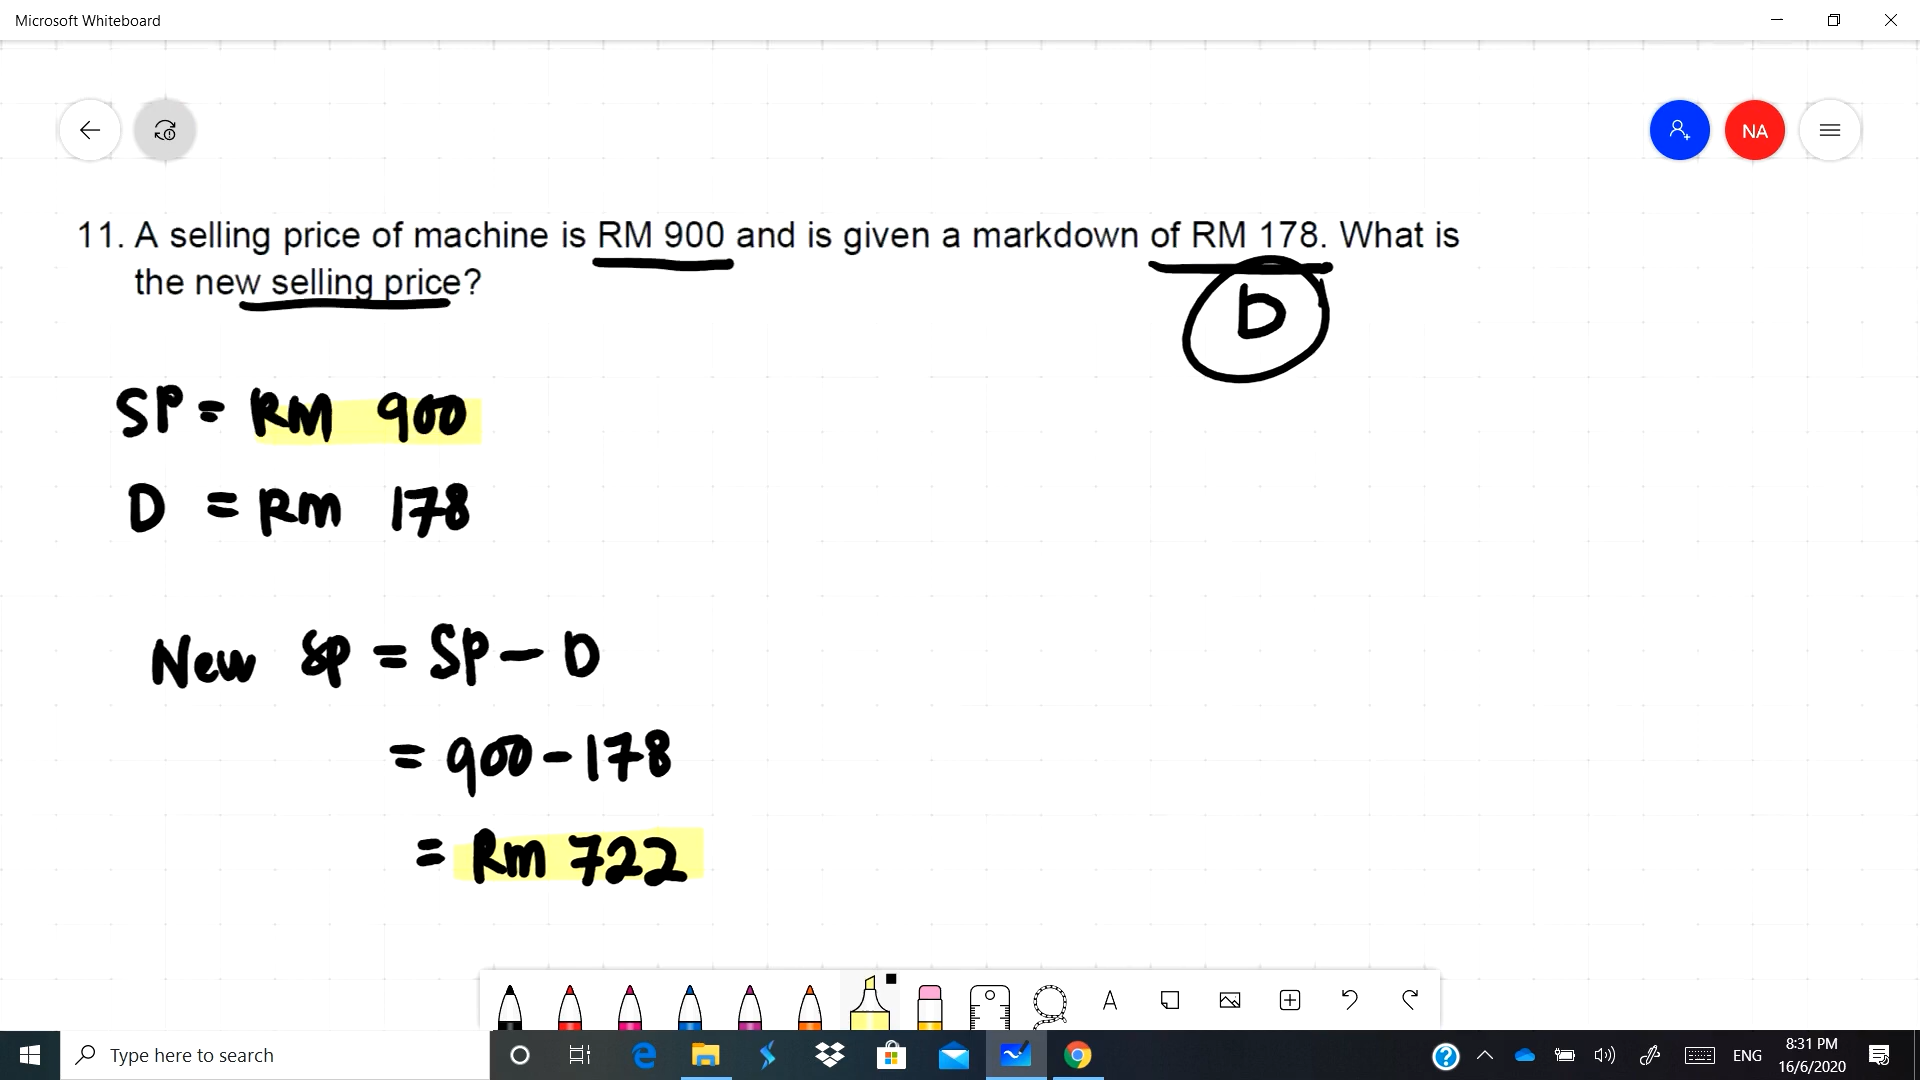 Microsoft Whiteboard
NA
11. A selling price of machine is RM 900 and is given a markdown of RM 178. What is
the new selling price?
D
SP = RM 900
D = Rm 178
New SP = SP - D
= 900 - 178
= Rm 722
A
Type here to search
ENG
8:31 PM
16/6/2020